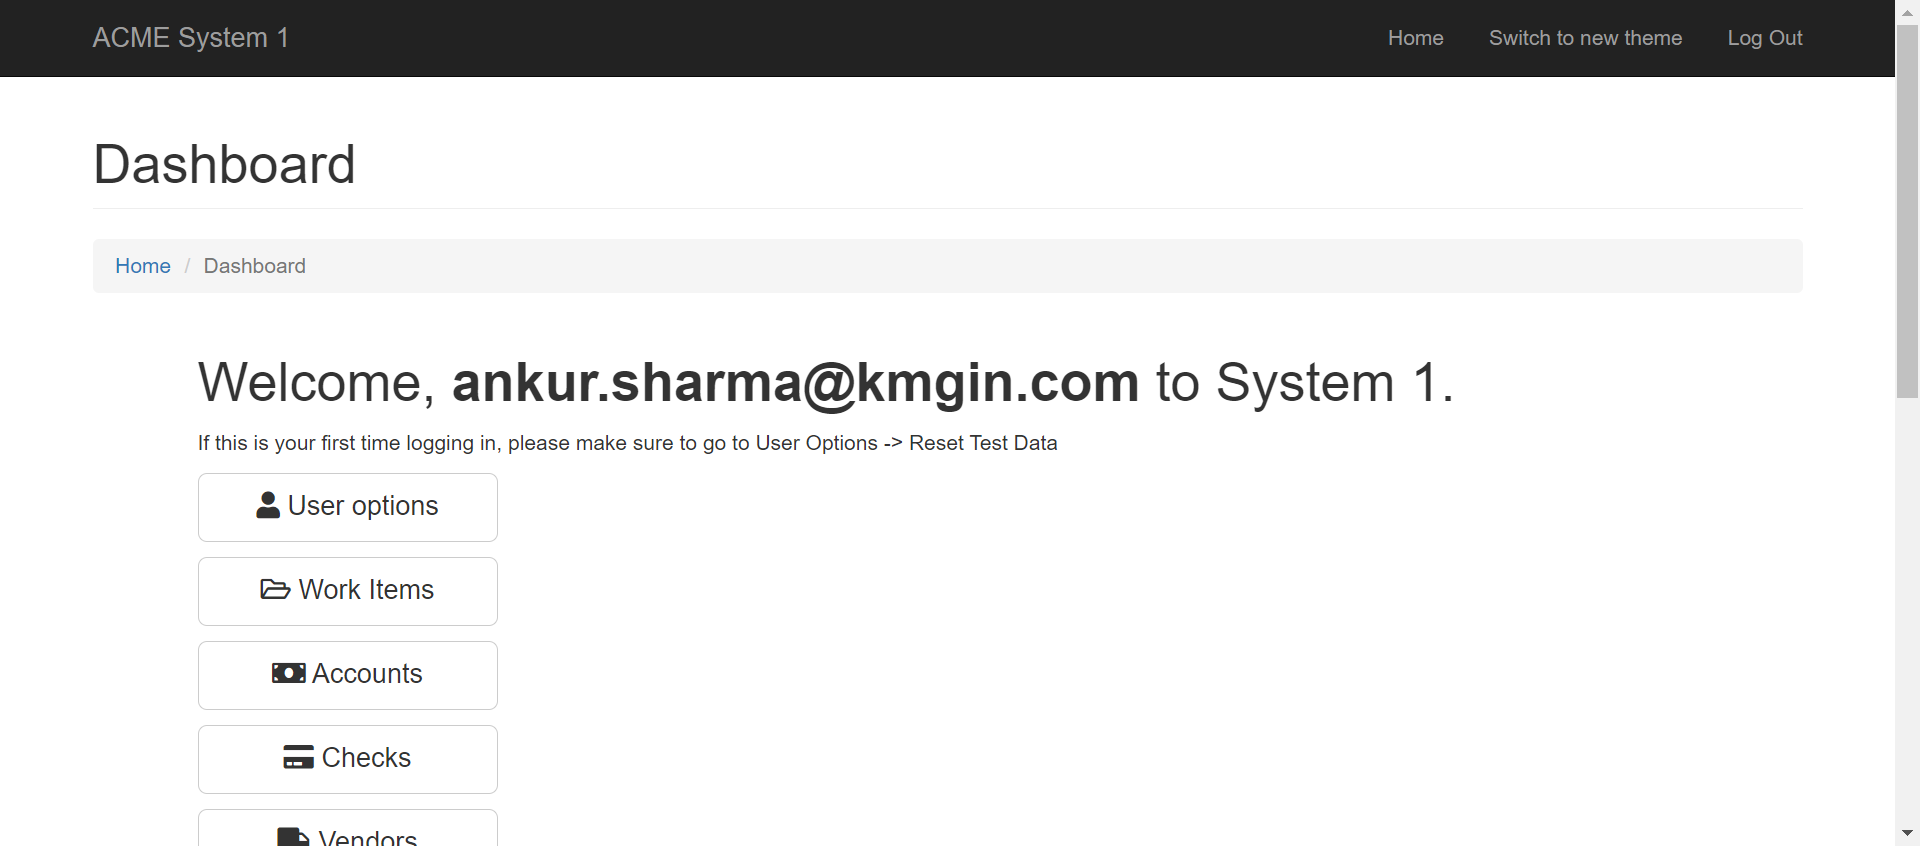 ACME System 1
Home
Switch to new theme
Log Out
Dashboard
Home / Dashboard
Welcome, ankur.sharma@kmgin.com to System 1.
If this is your first time logging in, please make sure to go to User Options -> Reset Test Data
User options
Work Items
Accounts
Checks
Vendors